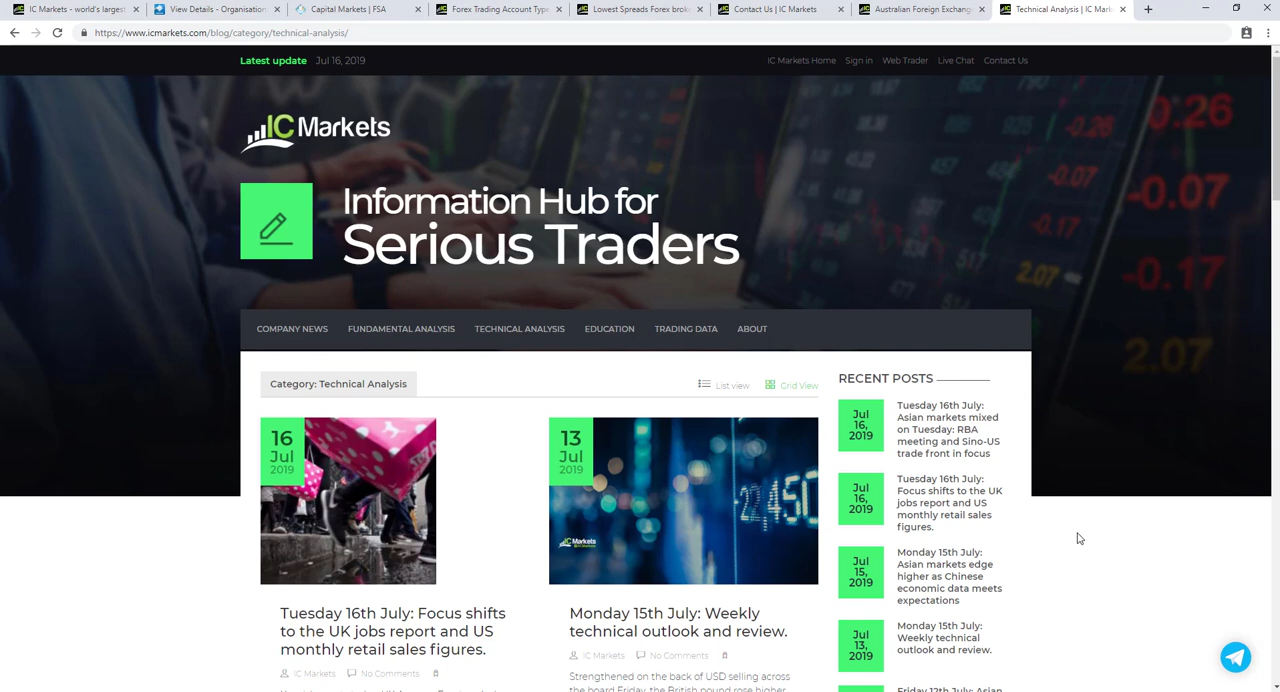 IC Markets - world's largest
View Details - Organisation
Capital Markets | FSA
Forex Trading Account Type
Lowest Spreads Forex broke
Contact Us | IC Markets
Australian Foreign Exchang
Technical Analysis | IC Mark
https://www.icmarkets.com/blog/category/technical-analysis/
Latest update Jul 16, 2019
IC Markets Home
Sign in
Web Trader
Live Chat
Contact Us
IC Markets
Information Hub for
Serious Traders
COMPANY NEWS
FUNDAMENTAL ANALYSIS
TECHNICAL ANALYSIS
EDUCATION
TRADING DATA
ABOUT
Category: Technical Analysis
List view
Grid View
16
Jul
2019
Tuesday 16th July: Focus shifts
to the UK jobs report and US
monthly retail sales figures.
IC Markets
No Comments
13
Jul
2019
IC Markets
Monday 15th July: Weekly
technical outlook and review.
IC Markets
No Comments
Strengthened on the back of USD selling across
the board Friday, the British pound rose higher
RECENT POSTS
Jul
16,
2019
Tuesday 16th July:
Asian markets mixed
on Tuesday: RBA
meeting and Sino-US
trade front in focus
Jul
16,
2019
Tuesday 16th July:
Focus shifts to the UK
jobs report and US
monthly retail sales
figures.
Jul
15,
2019
Monday 15th July:
Asian markets edge
higher as Chinese
economic data meets
expectations
Jul
13,
2019
Monday 15th July:
Weekly technical
outlook and review.
Friday 12th July: Asian